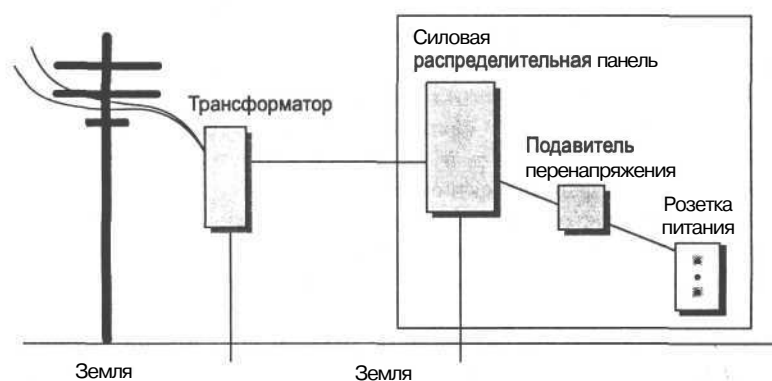 Силовая
распределительная панель
Трансформатор
Подавитель
перенапряжения
Розетка
питания
Земля
Земля